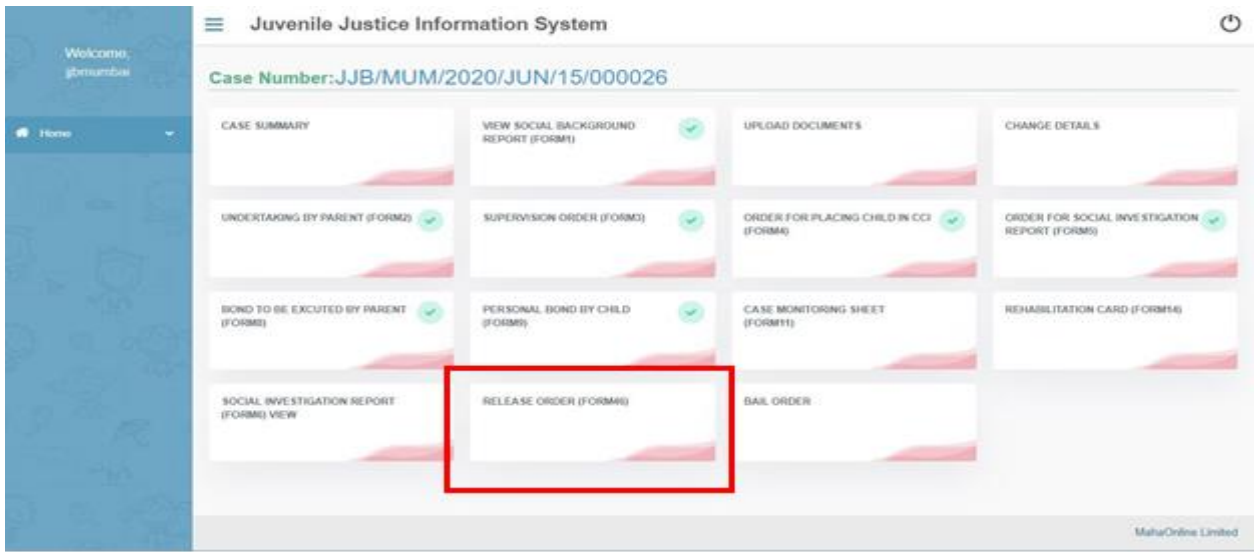 Juvenile Justice Information System
Welcome,
jjbmumbai
Case Number:JJB/MUM/2020/JUN/15/000026
Home
CASE SUMMARY
VIEW SOCIAL BACKGROUND
REPORT (FORM1)
UPLOAD DOCUMENTS
CHANGE DETAILS
UNDERTAKING BY PARENT (FORM2)
SUPERVISION ORDER (FORM3)
ORDER FOR PLACING CHILD IN CCI
(FORM4)
ORDER FOR SOCIAL INVESTIGATION
REPORT (FORM5)
BOND TO BE EXCUTED BY PARENT
(FORM8)
PERSONAL BOND BY CHILD
(FORM9)
CASE MONITORING SHEET
(FORM11)
REHABILITATION CARD (FORM14)
SOCIAL INVESTIGATION REPORT
(FORM6) VIEW
RELEASE ORDER (FORM46)
BAIL ORDER
MahaOnline Limited